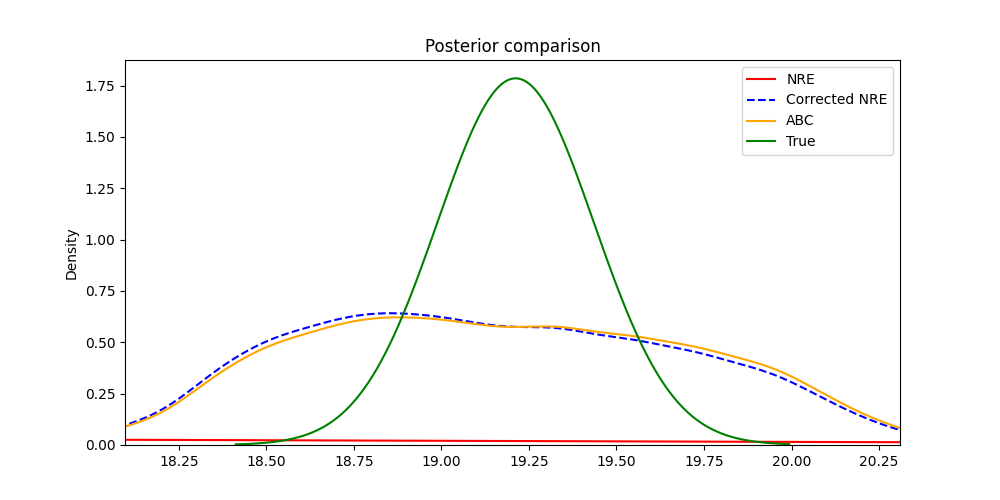 Posterior comparison
NRE
Corrected NRE
ABC
True
Density
1.75
1.50
1.25
1.00
0.75
0.50
0.25
0.00
18.25 18.50 18.75 19.00 19.25 19.50 19.75 20.00 20.25